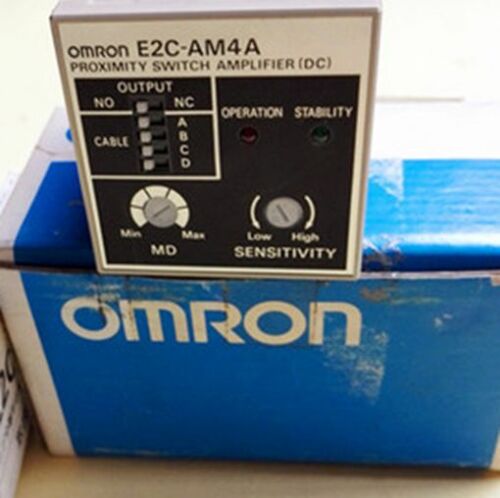 OMRON E2C-AM4A
PROXIMITY SWITCH AMPLIFIER (DC)
OUTPUT
NO NC
OPERATION STABILITY
CABLE
A
B
C
D
Min Max
MD
Low High
SENSITIVITY
OMRON